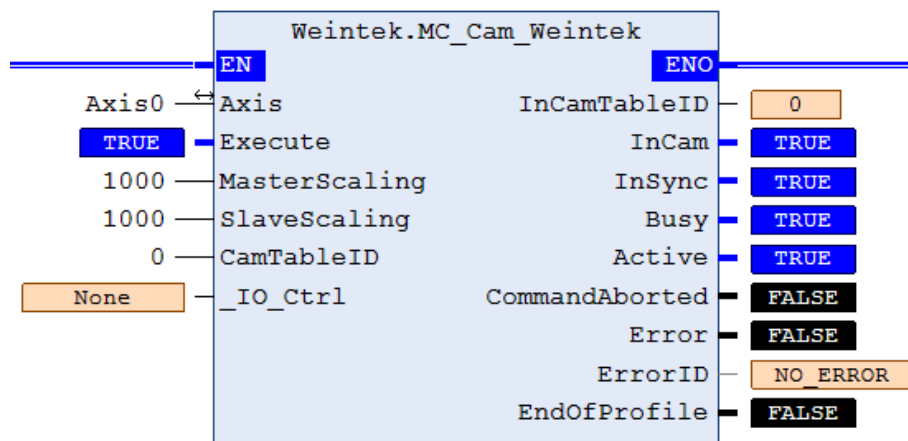 Weintek.MC_Cam_Weintek
EN ENO
Axis0 Axis InCamTableID 0
TRUE Execute InCam TRUE
1000 MasterScaling InSync TRUE
1000 SlaveScaling Busy TRUE
0 CamTableID Active TRUE
None _IO_Ctrl CommandAborted FALSE
Error FALSE
ErrorID NO_ERROR
EndOfProfile FALSE